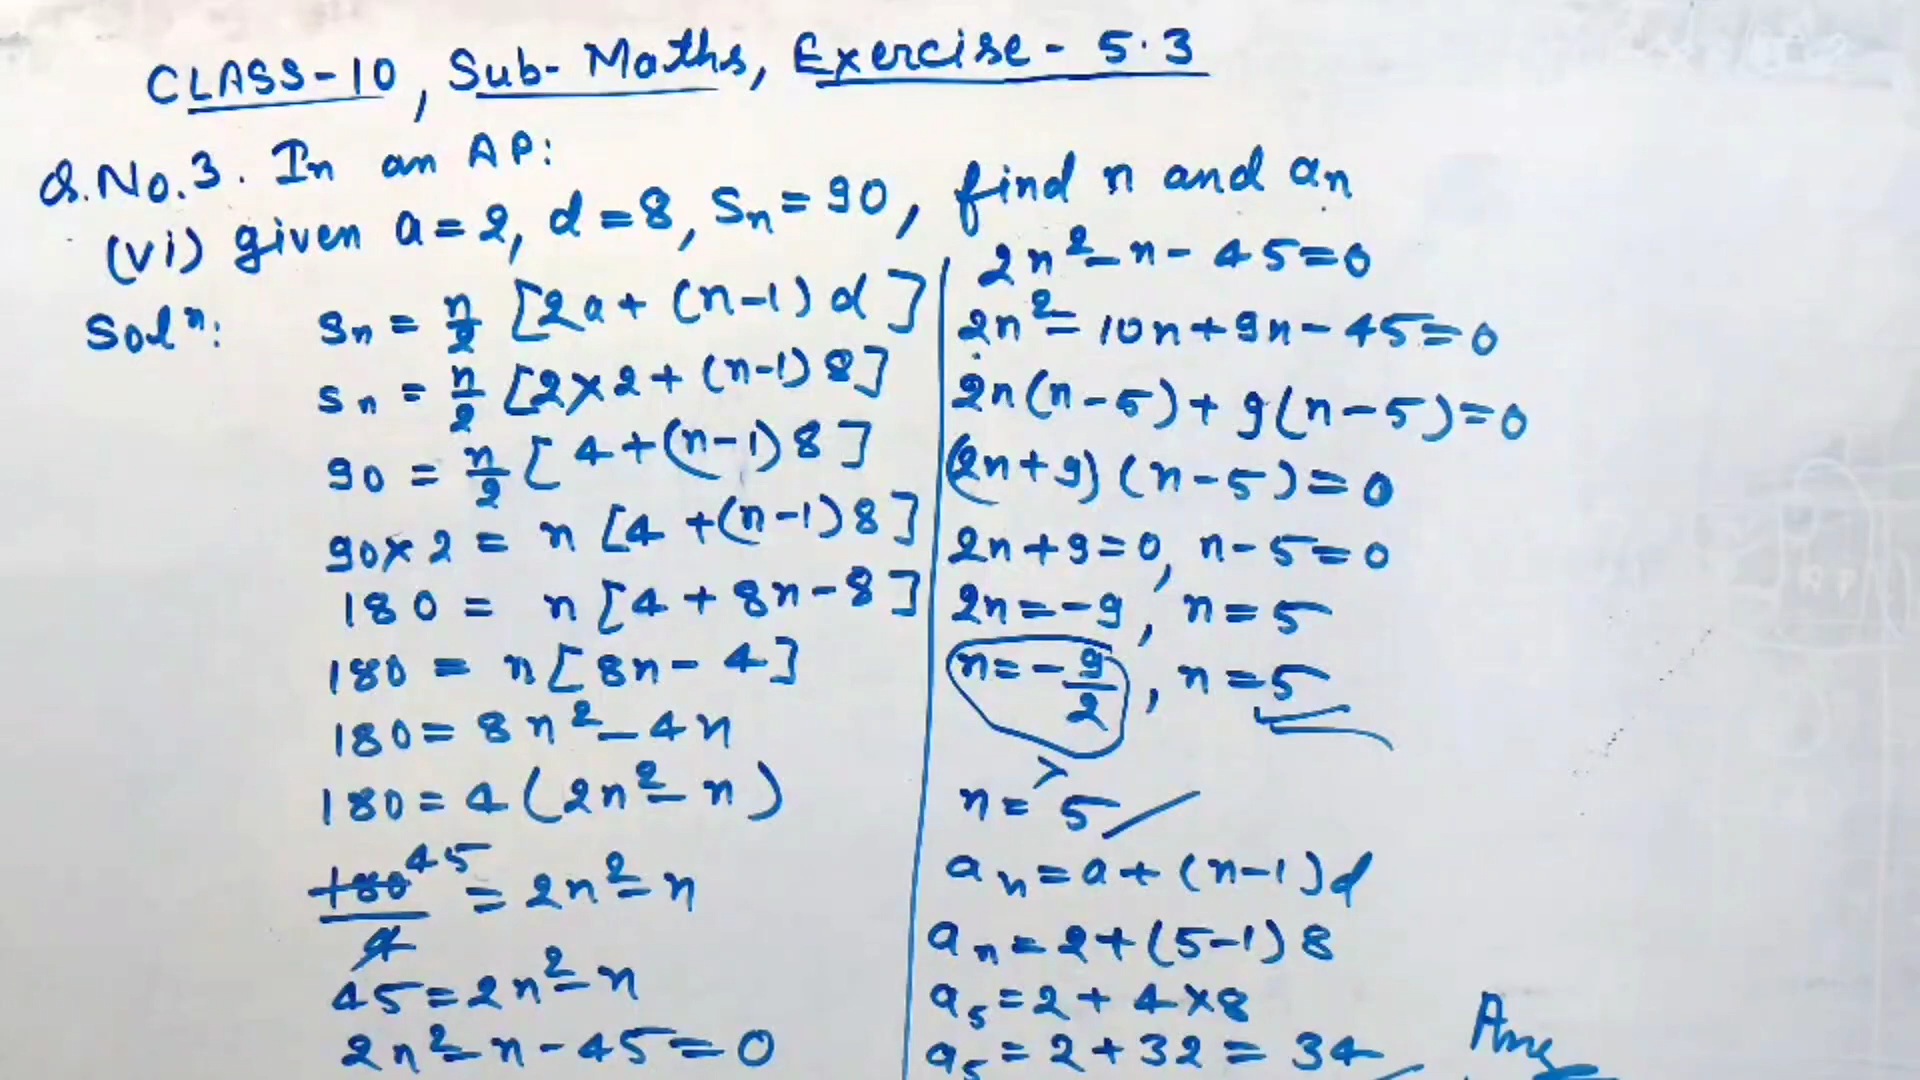 CLASS-10, Sub- Maths, Exercise - 5.3
Q.No.3. In an AP:
(vi) given a=2, d=8, Sn=90, find n and an
Solⁿ:
Sn = n/2 [2a+ (n-1) d]
Sn = n/2 [2×2+ (n-1) 8]
90 = n/2 [4+(n-1) 8]
90×2 = n [4 +(n-1) 8]
180 = n [4 + 8n-8]
180 = n [8n- 4]
180 = 8n²-4n
180 = 4 (2n²-n)
180/4 45 = 2n²-n
45=2n²-n
2n²-n-45=0
2n²-n-45=0
2n²=10n+9n-45=0
2n(n-5)+9(n-5)=0
(2n+9) (n-5)=0
2n+9=0, n-5=0
2n=-9, n=5
n=-9/2, n=5
n= 5
an=a+(n-1)d
an=2+(5-1) 8
a5=2+ 4×8
a5=2+32=34 Ans